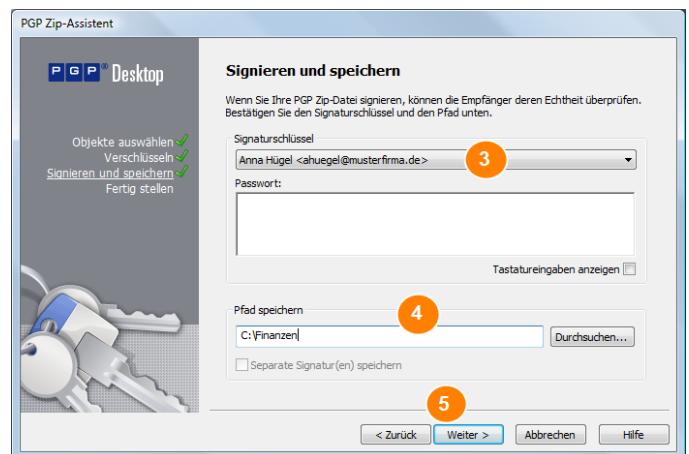 PGP Zip-Assistent
PGP® Desktop
Objekte auswählen
Verschlüsseln
Signieren und speichern
Fertig stellen
Signieren und speichern
Wenn Sie Ihre PGP Zip-Datei signieren, können die Empfänger deren Echtheit überprüfen.
Bestätigen Sie den Signaturschlüssel und den Pfad unten.
Signaturschlüssel
Anna Hügel <ahuegel@musterfirma.de>
3
Passwort:
Tastatureingaben anzeigen
Pfad speichern
4
C:\Finanzen
Durchsuchen...
Separate Signatur(en) speichern
5
< Zurück
Weiter >
Abbrechen
Hilfe